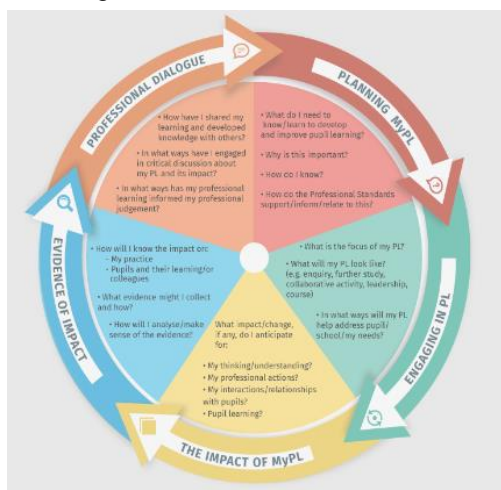 PROFESSIONAL DIALOGUE
• How have I shared my
learning and developed
knowledge with others?
• In what ways have I engaged
in critical discussion about
my PL and its impact?
• In what ways has my professional
learning informed my professional
judgement?
PLANNING MyPL
• What do I need to
know/learn to develop
and improve pupil learning?
• Why is this important?
• How do I know?
• How do the Professional Standards
support/inform/relate to this?
ENGAGING IN PL
• What is the focus of my PL?
• What will my PL look like?
(e.g. enquiry, further study,
collaborative activity, leadership,
course)
• In what ways will my PL
help address pupil/
school/my needs?
THE IMPACT OF MyPL
What impact/change,
if any, do I anticipate
for:
• My thinking/understanding?
• My professional actions?
• My interactions/relationships
with pupils?
• Pupil learning?
EVIDENCE OF IMPACT
• How will I know the impact on:
- My practice
- Pupils and their learning/or
colleagues
• What evidence might I collect
and how?
• How will I analyse/make
sense of the evidence?